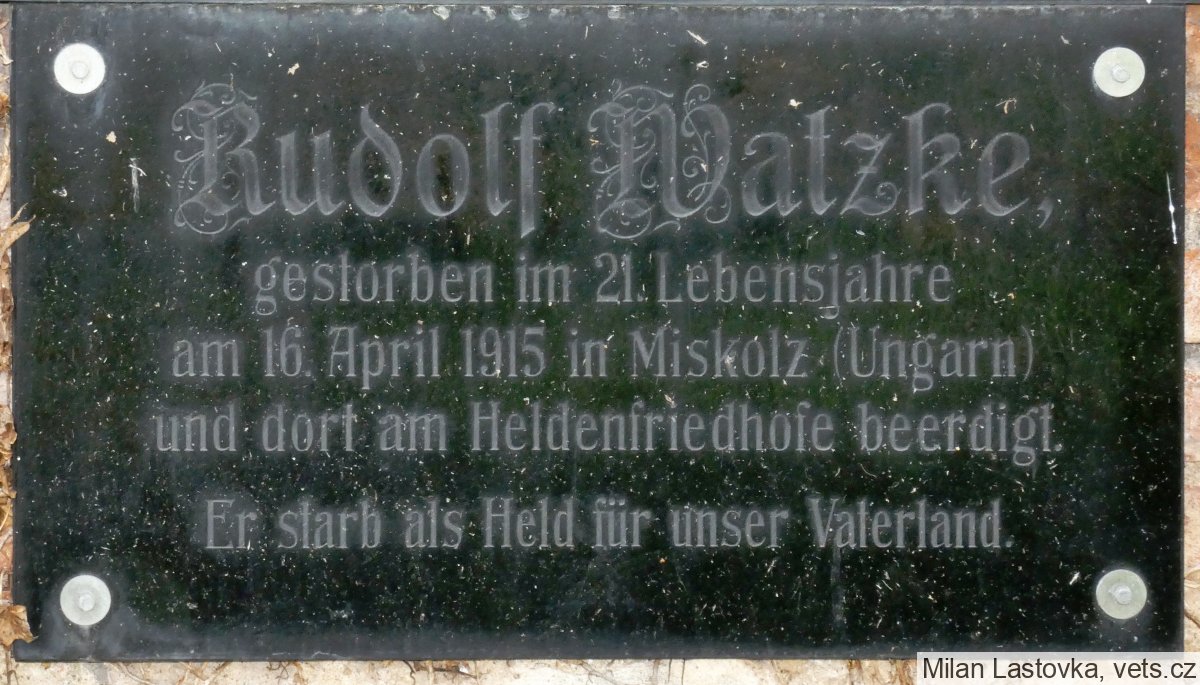 Rudolf Watzke,
gestorben im 21. Lebensjahre
am 16. April 1915 in Miskolz (Ungarn)
und dort am Heldenfriedhofe beerdigt.
Er starb als Held für unser Vaterland.
Milan Lastovka, vets.cz